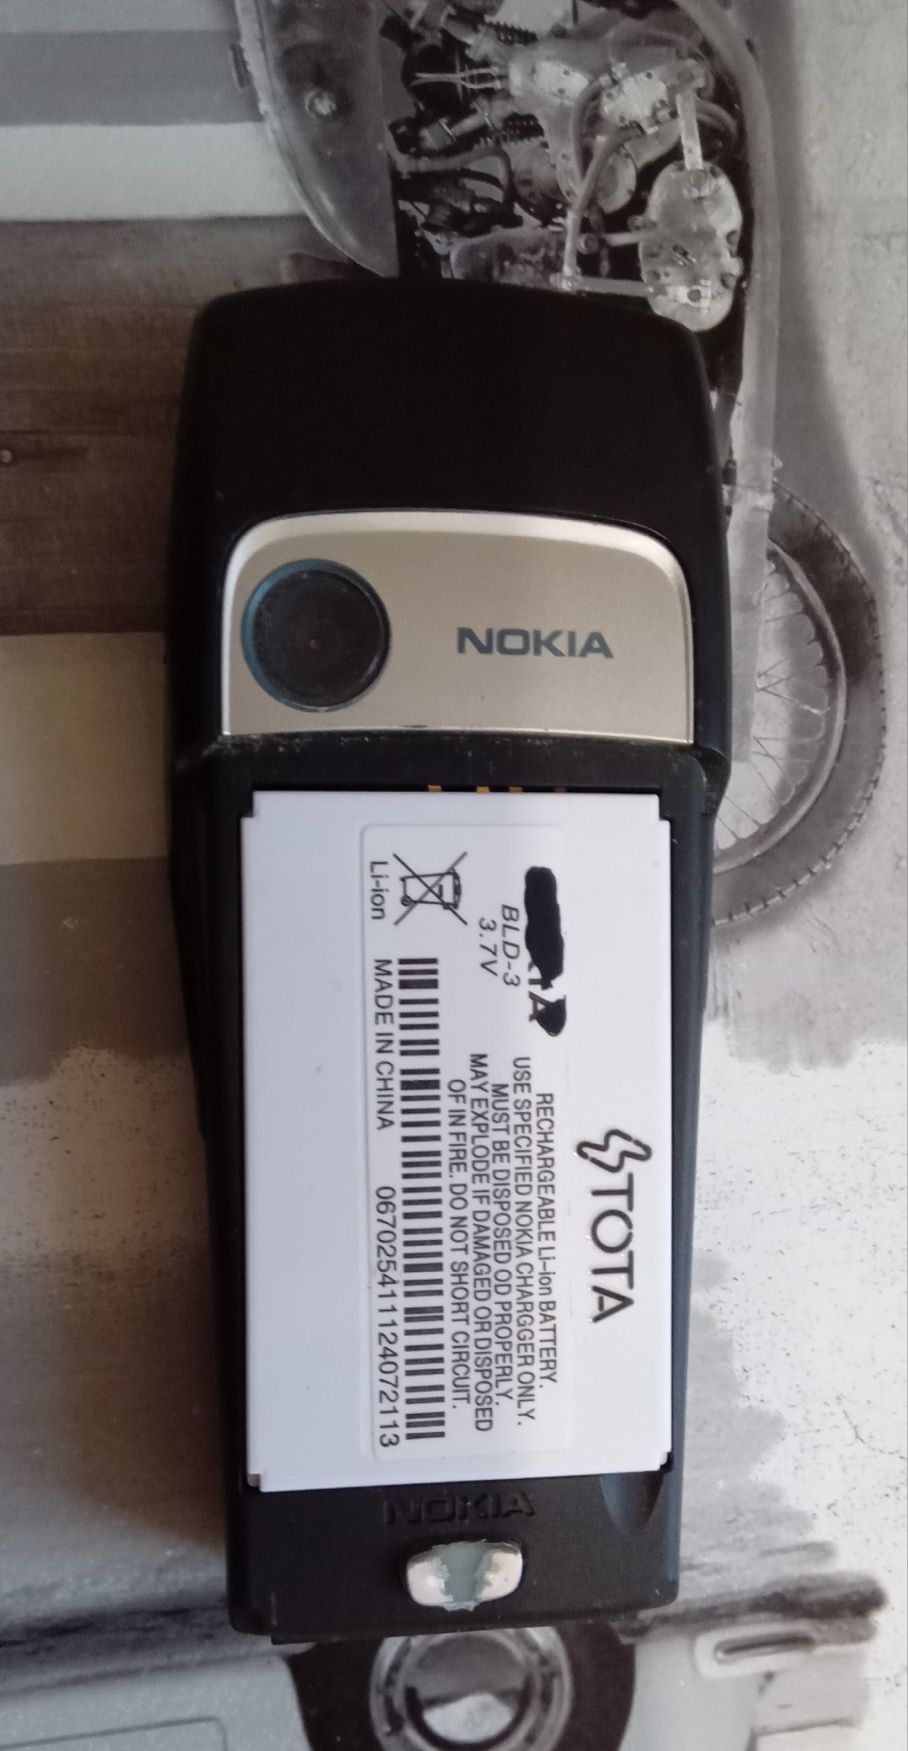 NOKIA
TOTA
BLD-3
3.7V
RECHARGEABLE Li-ion BATTERY.
USE SPECIFIED NOKIA CHARGGER ONLY.
MUST BE DISPOSED OD PROPERLY.
MAY EXPLODE IF DAMAGED OR DISPOSED
OF IN FIRE. DO NOT SHORT CIRCUIT.
Li-ion
MADE IN CHINA 0670254111124072113
NOKIA